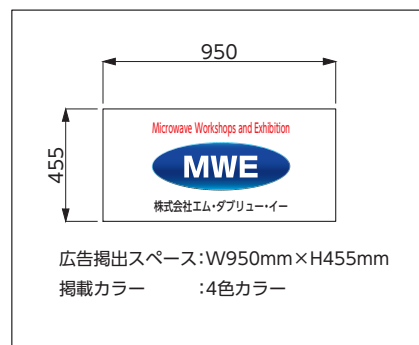 950
455
Microwave Workshops and Exhibition
MWE
株式会社エム・ダブリュー・イー
広告掲出スペース:W950mm×H455mm
掲載カラー　　　:4色カラー